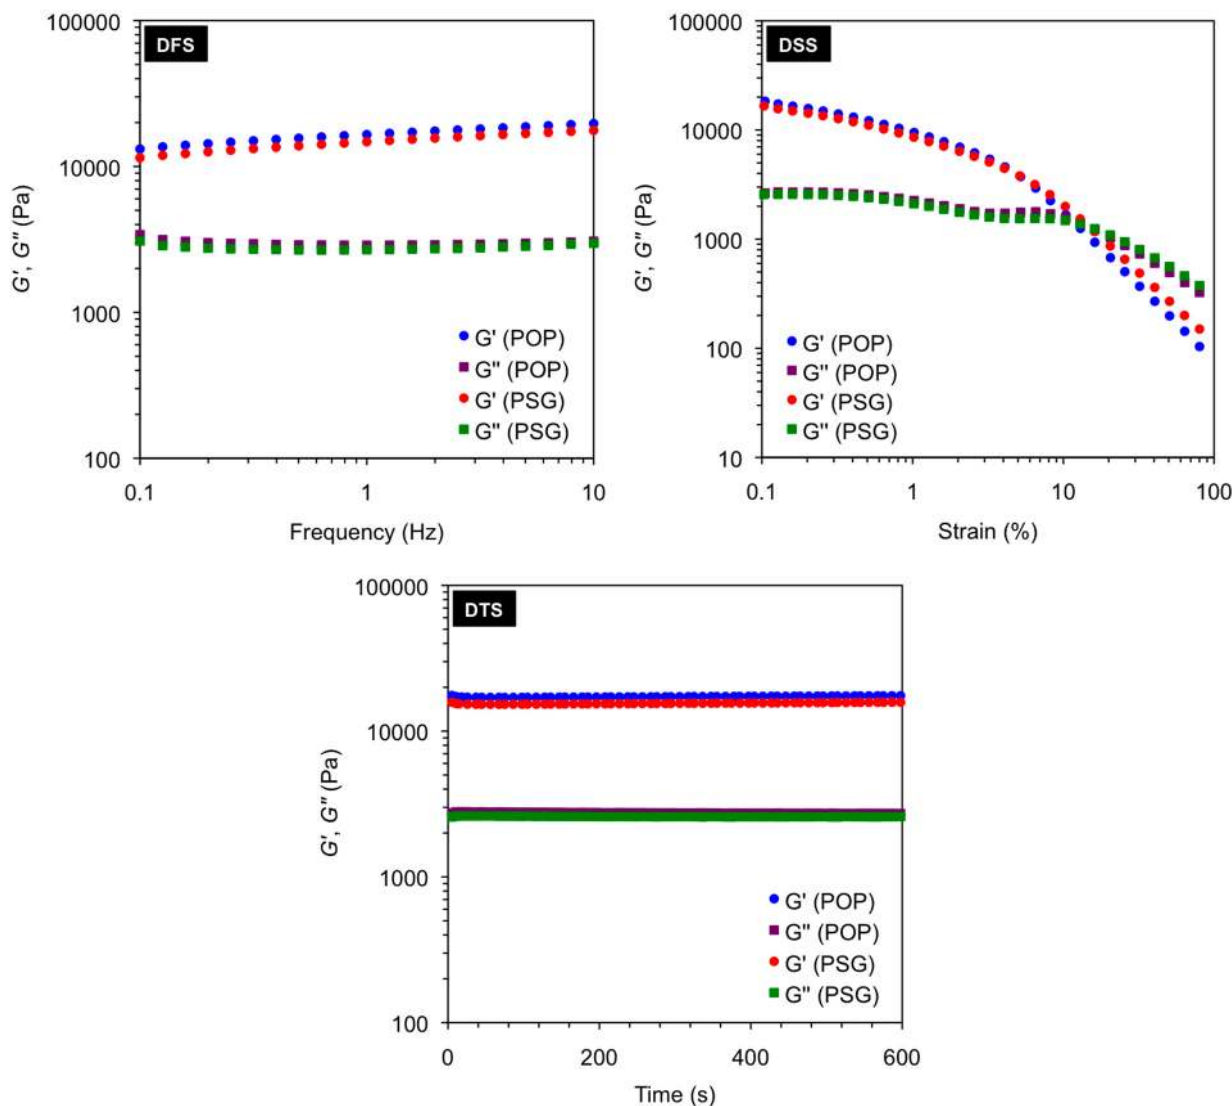 DFS
100000
10000
1000
100
G', G" (Pa)
G' (POP)
G" (POP)
G' (PSG)
G" (PSG)
0.1
1
10
Frequency (Hz)
DSS
100000
10000
1000
100
10
G', G" (Pa)
G' (POP)
G" (POP)
G' (PSG)
G" (PSG)
0.1
1
10
100
Strain (%)
DTS
100000
10000
1000
100
G', G" (Pa)
G' (POP)
G" (POP)
G' (PSG)
G" (PSG)
0
200
400
600
Time (s)